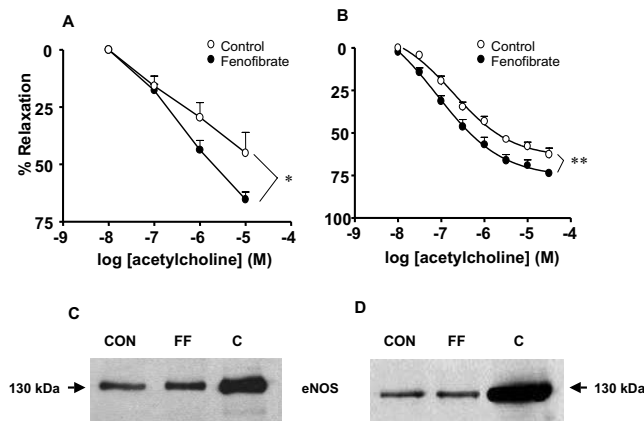 A
B
Control
Fenofibrate
0
25
50
75
% Relaxation
-9 -8 -7 -6 -5 -4
log [acetylcholine] (M)
*
Control
Fenofibrate
0
25
50
75
100
-9 -8 -7 -6 -5 -4
log [acetylcholine] (M)
**
C
D
CON FF C
CON FF C
130 kDa
eNOS
130 kDa